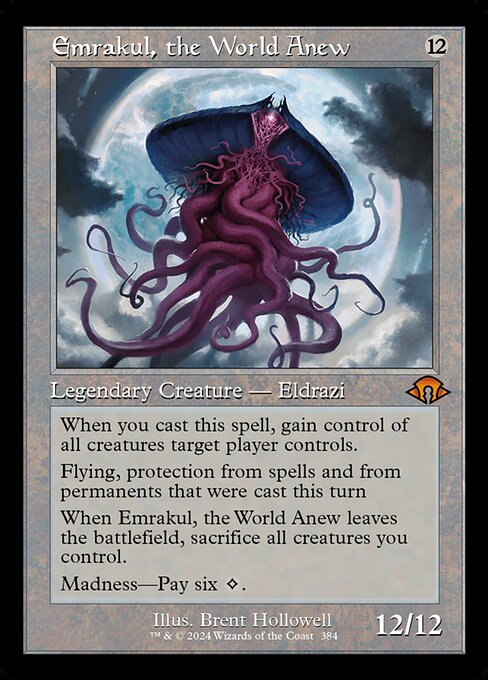 Emrakul, the World Anew 12
Legendary Creature — Eldrazi
When you cast this spell, gain control of
all creatures target player controls.
Flying, protection from spells and from
permanents that were cast this turn
When Emrakul, the World Anew leaves
the battlefield, sacrifice all creatures you
control.
Madness—Pay six ◇.
Illus. Brent Hollowell
™ & © 2024 Wizards of the Coast 384
12/12